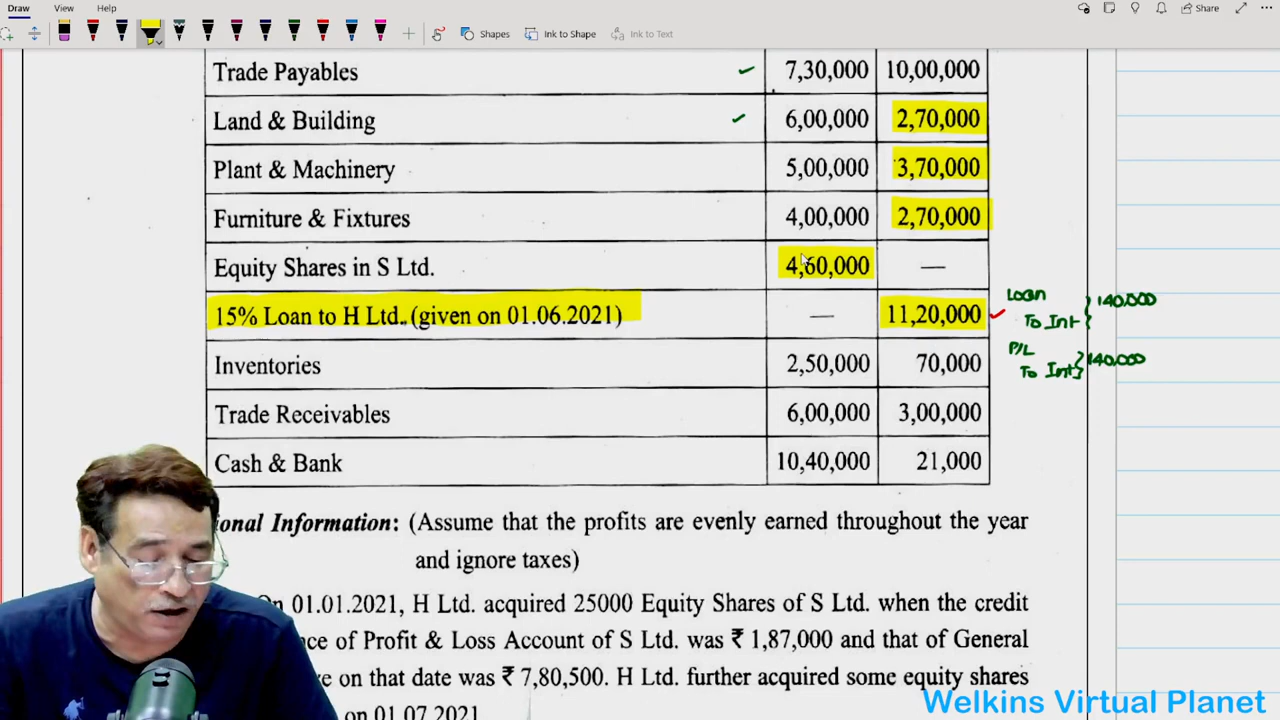 Draw View Help
Share
Shapes Ink to Shape Ink to Text
Trade Payables 7,30,000 10,00,000
Land & Building 6,00,000 2,70,000
Plant & Machinery 5,00,000 3,70,000
Furniture & Fixtures 4,00,000 2,70,000
Equity Shares in S Ltd. 4,60,000 —
15% Loan to H Ltd. (given on 01.06.2021) — 11,20,000
Loan
To Int 140,000
P/L
To Int 140,000
Inventories 2,50,000 70,000
Trade Receivables 6,00,000 3,00,000
Cash & Bank 10,40,000 21,000
onal Information: (Assume that the profits are evenly earned throughout the year
and ignore taxes)
On 01.01.2021, H Ltd. acquired 25000 Equity Shares of S Ltd. when the credit
ce of Profit & Loss Account of S Ltd. was ₹ 1,87,000 and that of General
e on that date was ₹ 7,80,500. H Ltd. further acquired some equity shares
on 01.07.2021
Welkins Virtual Planet